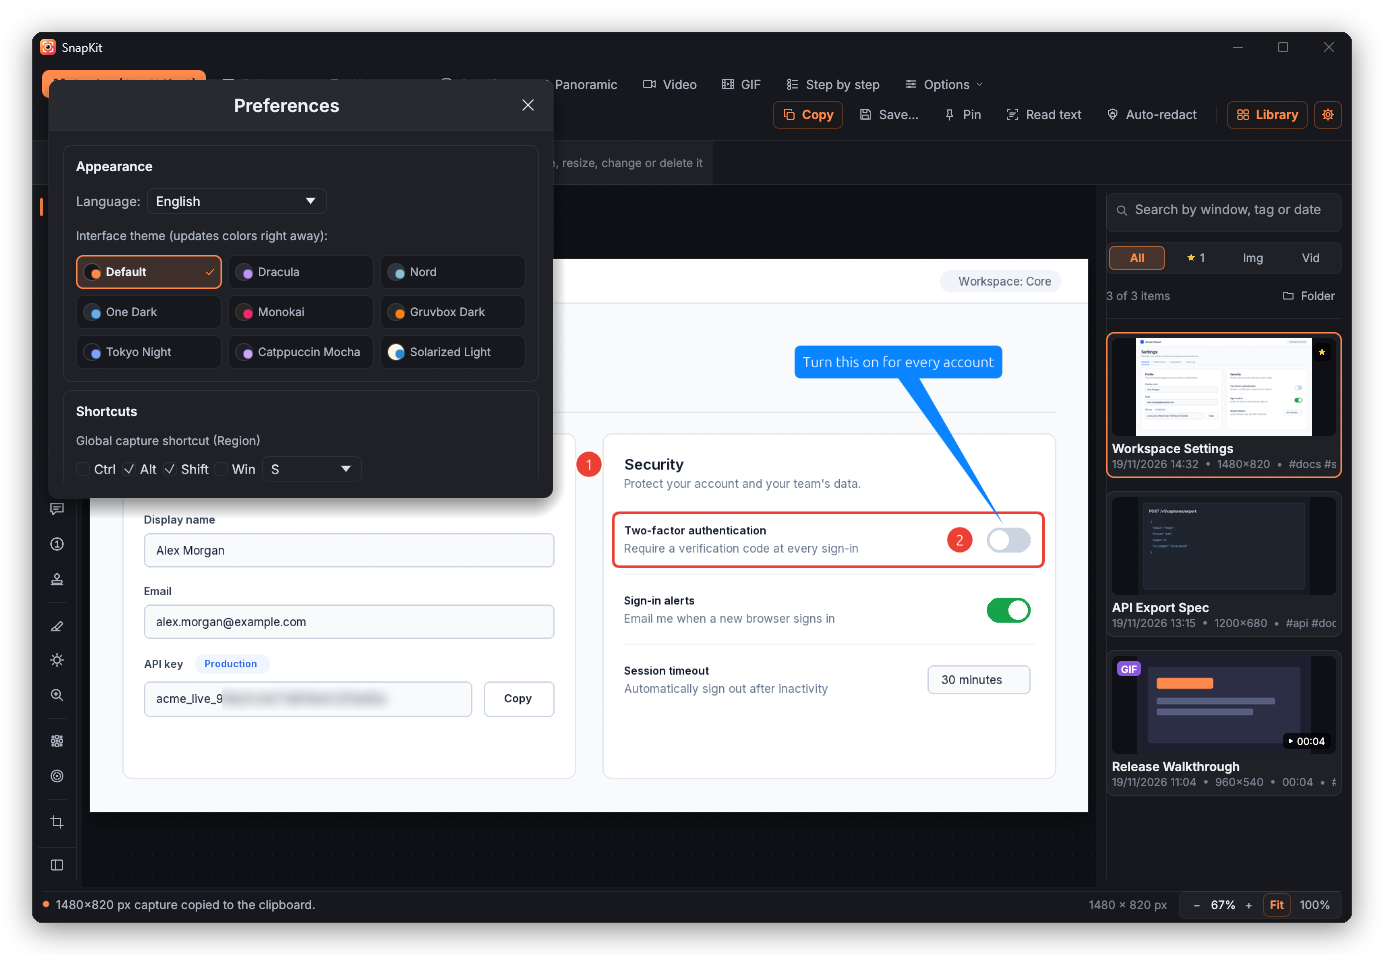 SnapKit
Panoramic
Video
GIF
Step by step
Options
Copy
Save...
Pin
Read text
Auto-redact
Library
Preferences
e, resize, change or delete it
Appearance
Language:
English
Interface theme (updates colors right away):
Default
Dracula
Nord
One Dark
Monokai
Gruvbox Dark
Tokyo Night
Catppuccin Mocha
Solarized Light
Shortcuts
Global capture shortcut (Region)
Ctrl
Alt
Shift
Win
S
Workspace: Core
Turn this on for every account
1
Security
Protect your account and your team's data.
Display name
Alex Morgan
Two-factor authentication
Require a verification code at every sign-in
2
Email
alex.morgan@example.com
Sign-in alerts
Email me when a new browser signs in
API key
Production
acme_live_9
Copy
Session timeout
Automatically sign out after inactivity
30 minutes
Search by window, tag or date
All
1
Img
Vid
3 of 3 items
Folder
Settings
Profile
Security
Workspace Settings
19/11/2026 14:32 • 1480×820 • #docs #s
POST /v1/captures/export
API Export Spec
19/11/2026 13:15 • 1200×680 • #api #doc
GIF
00:04
Release Walkthrough
19/11/2026 11:04 • 960×540 • 00:04 • #
1480×820 px capture copied to the clipboard.
1480 × 820 px
− 67% +
Fit
100%